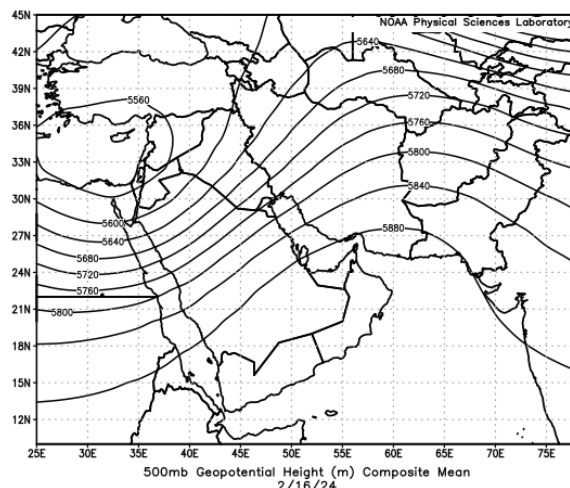 45N
NOAA Physical Sciences Laboratory
42N
5640
5680
39N
5560
5720
36N
5760
33N
5800
30N
5840
5600
27N
5640
5880
5680
24N
5720
5760
21N
5800
18N
15N
12N
25E 30E 35E 40E 45E 50E 55E 60E 65E 70E 75E
500mb Geopotential Height (m) Composite Mean
2/16/24